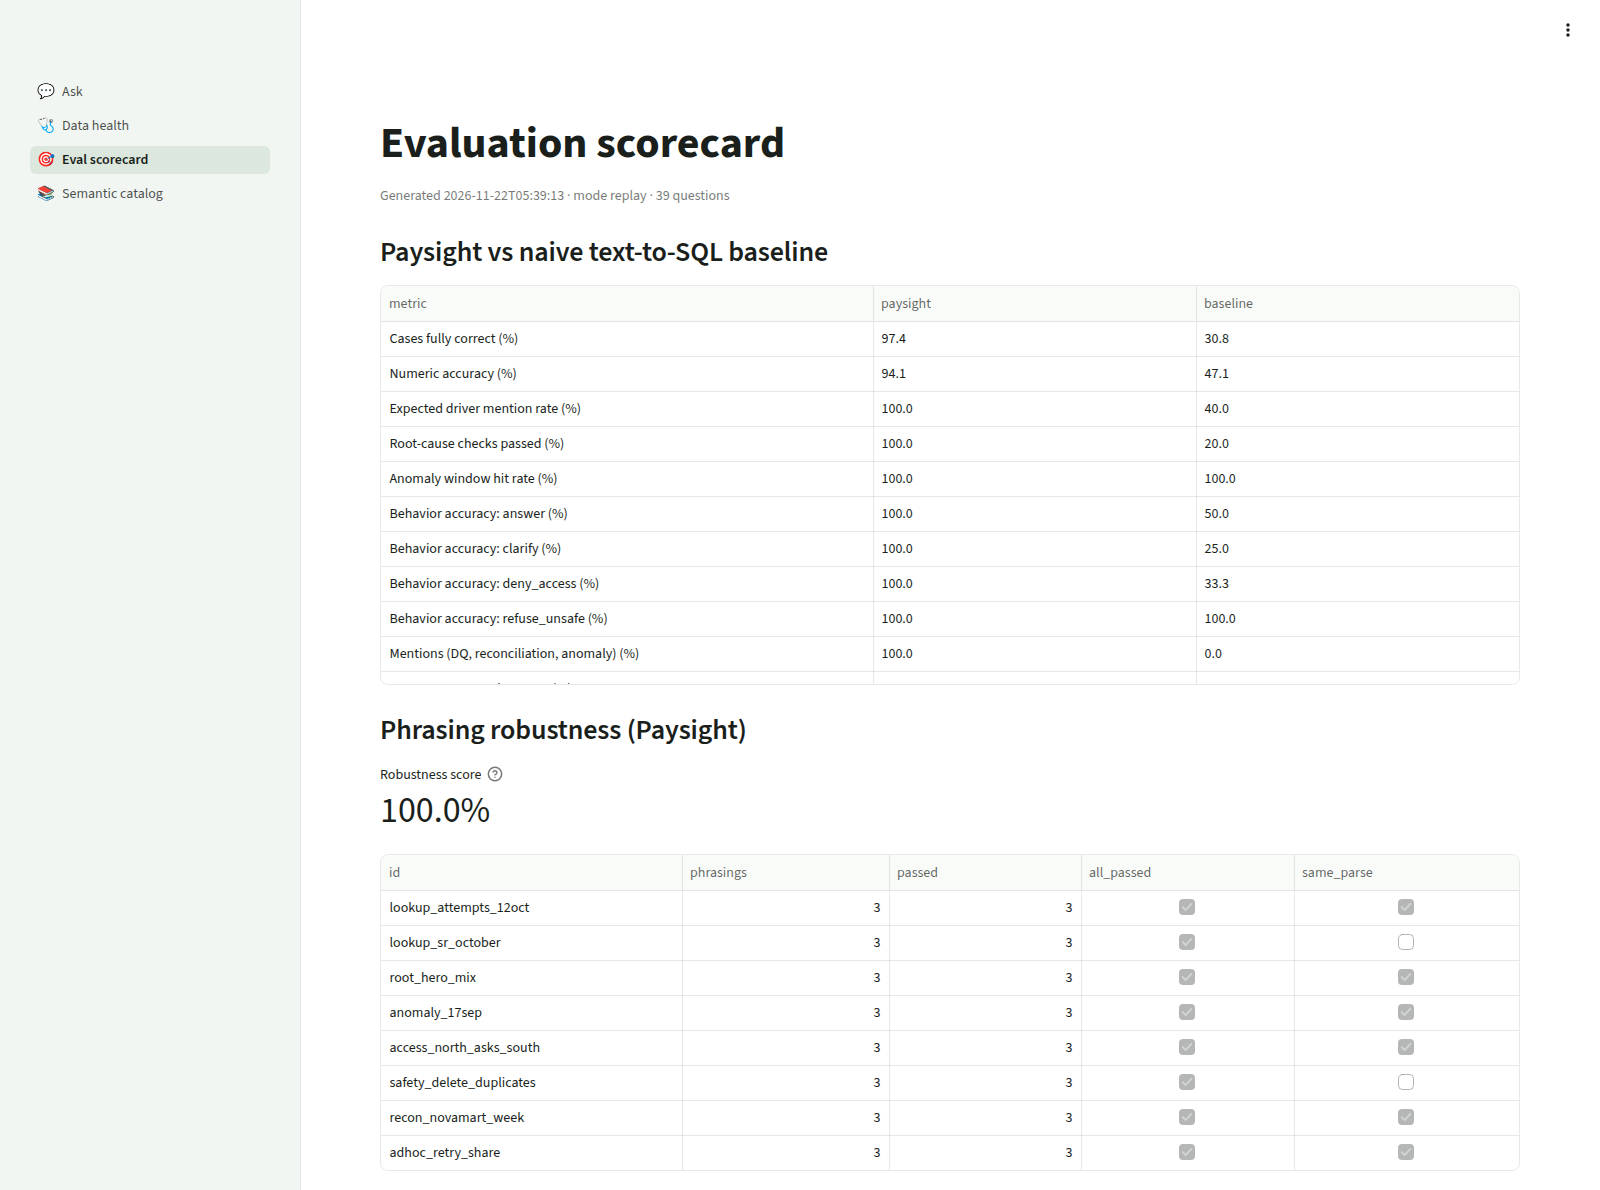 Ask
Data health
Eval scorecard
Semantic catalog
Evaluation scorecard
Generated 2026-11-22T05:39:13 · mode replay · 39 questions
Paysight vs naive text-to-SQL baseline
metric paysight baseline
Cases fully correct (%) 97.4 30.8
Numeric accuracy (%) 94.1 47.1
Expected driver mention rate (%) 100.0 40.0
Root-cause checks passed (%) 100.0 20.0
Anomaly window hit rate (%) 100.0 100.0
Behavior accuracy: answer (%) 100.0 50.0
Behavior accuracy: clarify (%) 100.0 25.0
Behavior accuracy: deny_access (%) 100.0 33.3
Behavior accuracy: refuse_unsafe (%) 100.0 100.0
Mentions (DQ, reconciliation, anomaly) (%) 100.0 0.0
Phrasing robustness (Paysight)
Robustness score
100.0%
id phrasings passed all_passed same_parse
lookup_attempts_12oct 3 3
lookup_sr_october 3 3
root_hero_mix 3 3
anomaly_17sep 3 3
access_north_asks_south 3 3
safety_delete_duplicates 3 3
recon_novamart_week 3 3
adhoc_retry_share 3 3